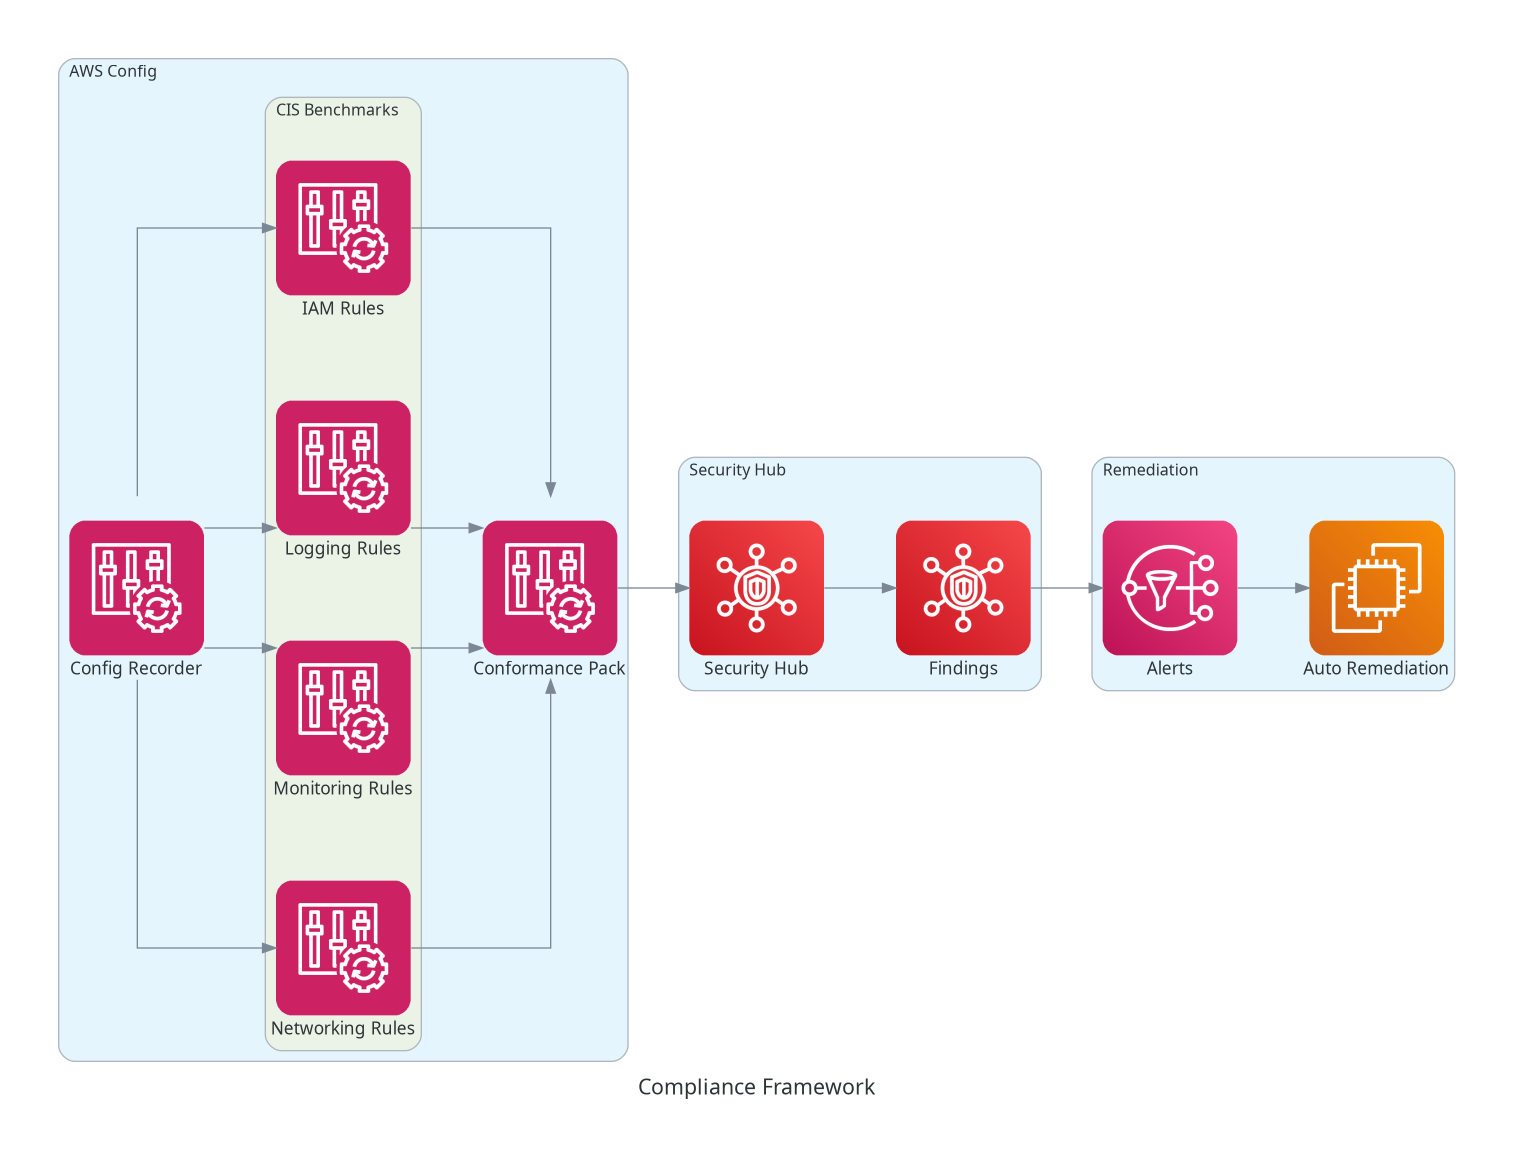 AWS Config
CIS Benchmarks
IAM Rules
Logging Rules
Config Recorder
Conformance Pack
Monitoring Rules
Networking Rules
Security Hub
Security Hub
Findings
Remediation
Alerts
Auto Remediation
Compliance Framework